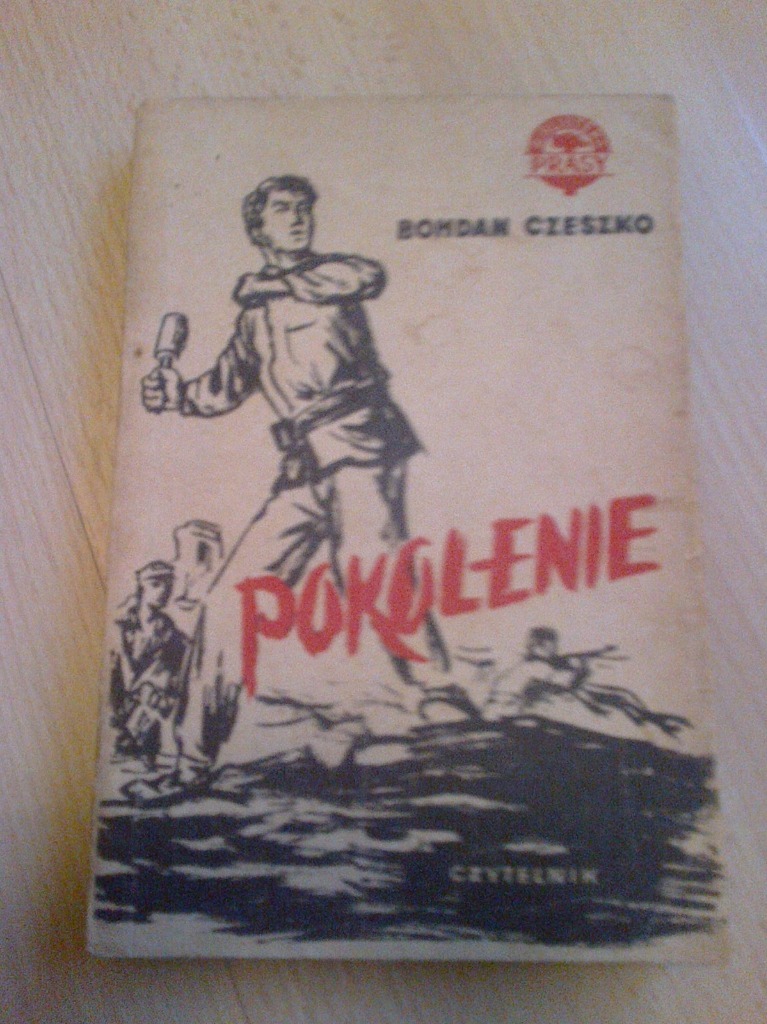 PRASY
BOHDAN CZESZKO
POKOLENIE
CZYTELNIK